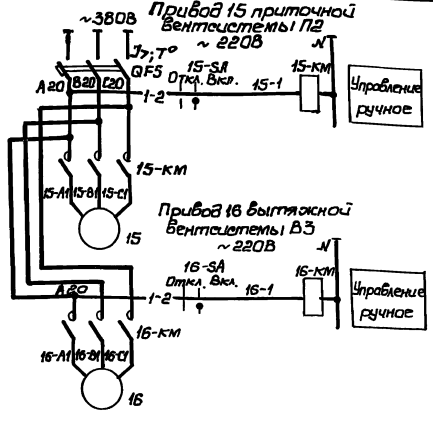 Привод 15 приточной
вентсистемы П2
~380В
~ 220В
N
I>; T°
QF5
A20 B20 C20
1-2
15-SA
Откл. Вкл.
15-1
15-КМ
Управление
ручное
15-КМ
15-A1 15-B1 15-C1
15
Привод 16 вытяжной
вентсистемы В3
~ 220В
N
A20
1-2
16-SA
Откл. Вкл.
16-1
16-КМ
Управление
ручное
16-КМ
16-A1 16-B1 16-C1
16